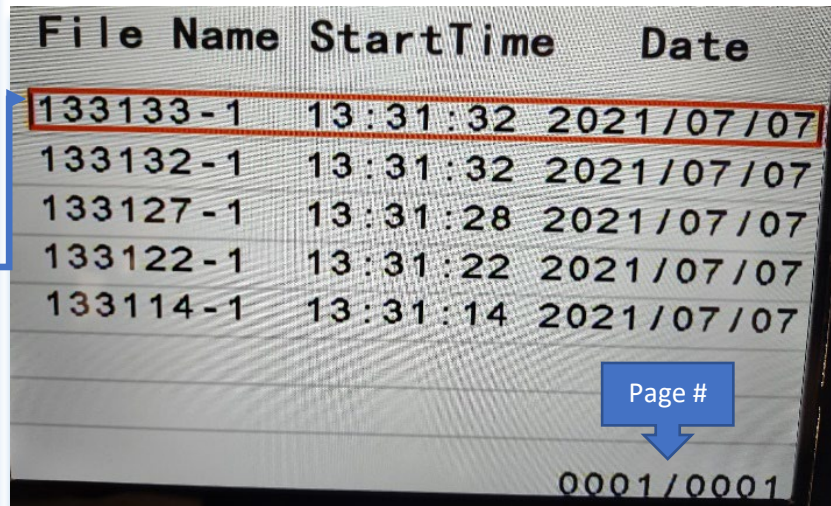 File Name StartTime Date
133133-1 13:31:32 2021/07/07
133132-1 13:31:32 2021/07/07
133127-1 13:31:28 2021/07/07
133122-1 13:31:22 2021/07/07
133114-1 13:31:14 2021/07/07
Page #
0001/0001